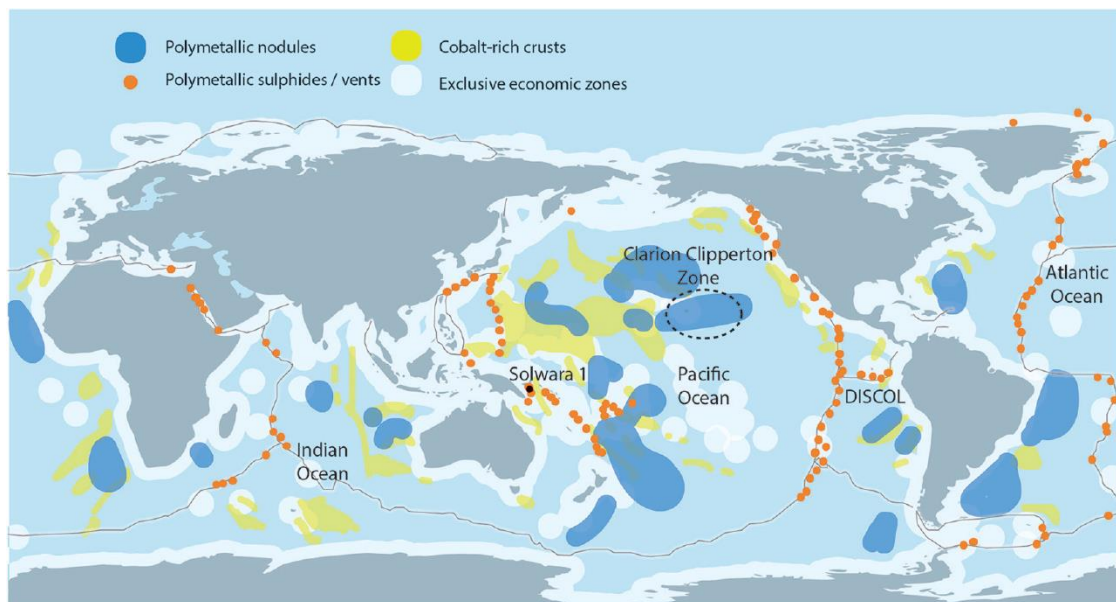 Polymetallic nodules
Cobalt-rich crusts
Polymetallic sulphides / vents
Exclusive economic zones
Clarion Clipperton
Zone
Atlantic
Ocean
Solwara 1
Pacific
Ocean
DISCOL
Indian
Ocean